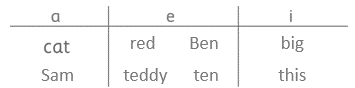 a e i
cat red Ben big
Sam teddy ten this